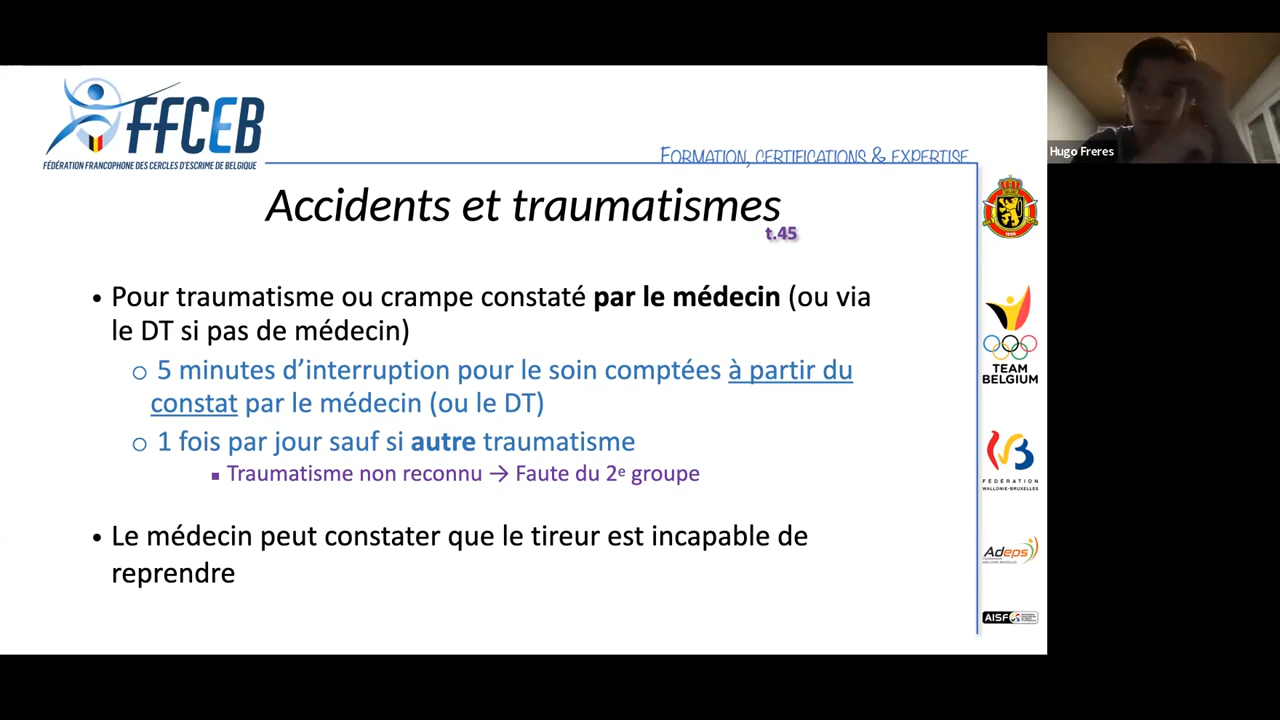 FFCEB
FÉDÉRATION FRANCOPHONE DES CERCLES D'ESCRIME DE BELGIQUE
FORMATION, CERTIFICATIONS & EXPERTISE
Hugo Freres
Accidents et traumatismes
t.45
• Pour traumatisme ou crampe constaté par le médecin (ou via
le DT si pas de médecin)
o 5 minutes d'interruption pour le soin comptées à partir du
constat par le médecin (ou le DT)
o 1 fois par jour sauf si autre traumatisme
▪ Traumatisme non reconnu → Faute du 2e groupe
• Le médecin peut constater que le tireur est incapable de
reprendre
TEAM
BELGIUM
FÉDÉRATION
WALLONIE-BRUXELLES
Adeps
AISF